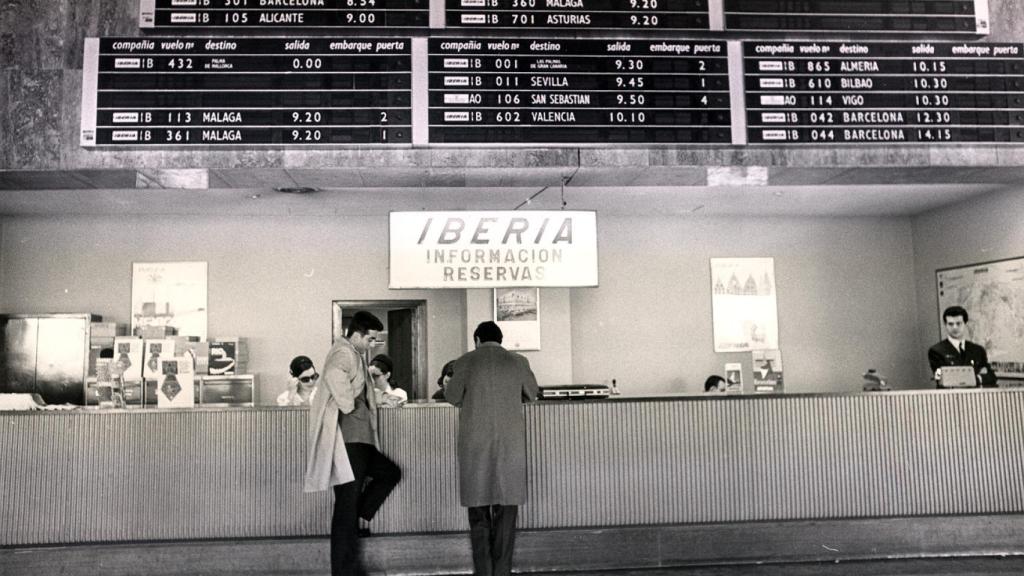 IB 301 BARCELONA 8.54
IB 105 ALICANTE 9.00
IB 360 MALAGA 9.20
IB 701 ASTURIAS 9.20
compañia vuelo nº destino salida embarque puerta
IB 432 PALMA DE MALLORCA 0.00
IB 113 MALAGA 9.20 2
IB 361 MALAGA 9.20 1
compañia vuelo nº destino salida embarque puerta
IB 001 LAS PALMAS DE GRAN CANARIA 9.30 2
IB 011 SEVILLA 9.45 1
AO 106 SAN SEBASTIAN 9.50 4
IB 602 VALENCIA 10.10
compañia vuelo nº destino salida embarque puerta
IB 865 ALMERIA 10.15
IB 610 BILBAO 10.30
AO 114 VIGO 10.30
IB 042 BARCELONA 12.30
IB 044 BARCELONA 14.15
IBERIA
INFORMACION
RESERVAS